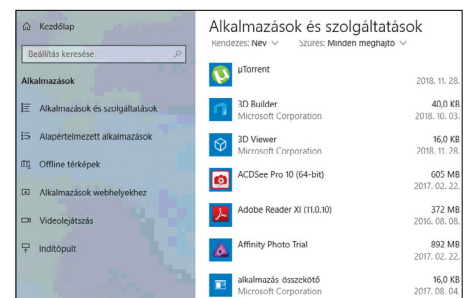 Kezdőlap
Beállítás keresése
Alkalmazások
Alkalmazások és szolgáltatások
Alapértelmezett alkalmazások
Offline térképek
Alkalmazások webhelyekhez
Videolejátszás
Indítópult
Alkalmazások és szolgáltatások
Rendezés: Név Szűrés: Minden meghajtó
µTorrent
2018. 11. 28.
3D Builder 40,0 KB
Microsoft Corporation 2018. 10. 03.
3D Viewer 16,0 KB
Microsoft Corporation 2018. 11. 28.
ACDSee Pro 10 (64-bit) 605 MB
2017. 02. 22.
Adobe Reader XI (11.0.10) 372 MB
2016. 08. 08.
Affinity Photo Trial 892 MB
2017. 02. 22.
alkalmazás-összekötő 16,0 KB
Microsoft Corporation 2017. 08. 04.